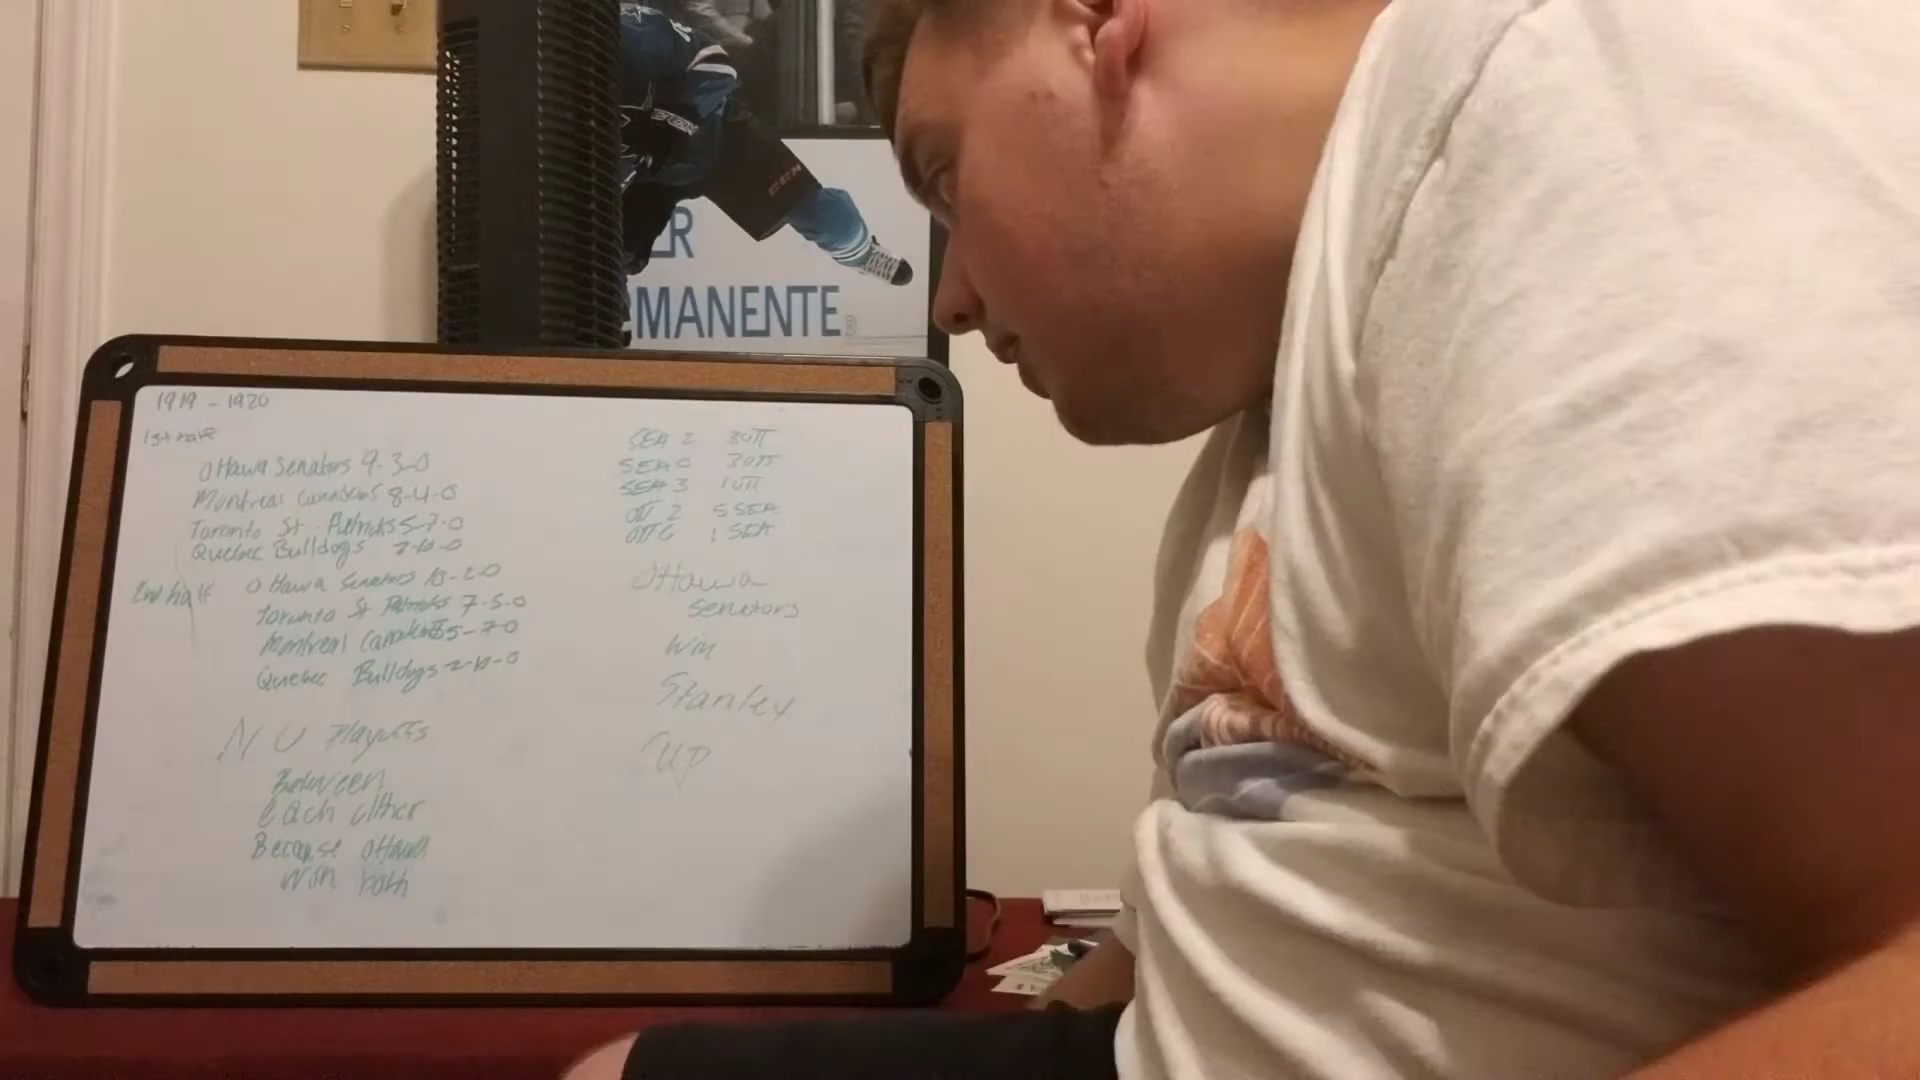 1919 - 1920
1st half
Ottawa Senators 9-3-0
Montreal Canadiens 8-4-0
Toronto St. Patricks 5-7-0
Quebec Bulldogs 2-10-0
2nd half Ottawa Senators 10-2-0
Toronto St Patricks 7-5-0
Montreal Canadiens 5-7-0
Quebec Bulldogs 2-10-0
NO Playoffs
Between
Each other
Because Ottawa
won both
SEA 2 3 OTT
SEA 0 3 OTT
SEA 3 1 OTT
OTT 2 5 SEA
OTT 6 1 SEA
Ottawa
Senators
Win
Stanley
Cup
ER
RMANENTE
CCM